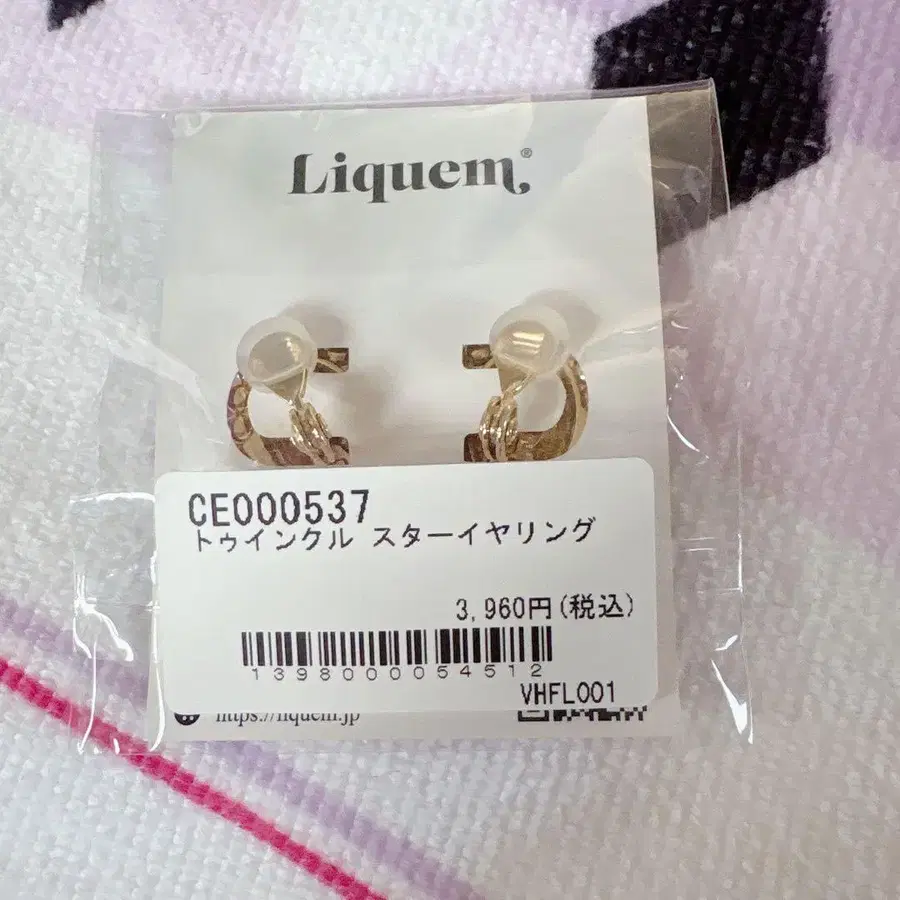 Liquem®
CE000537
トゥインクル スターイヤリング
3,960円(税込)
1398000054512
VHFL001
https://liquem.jp